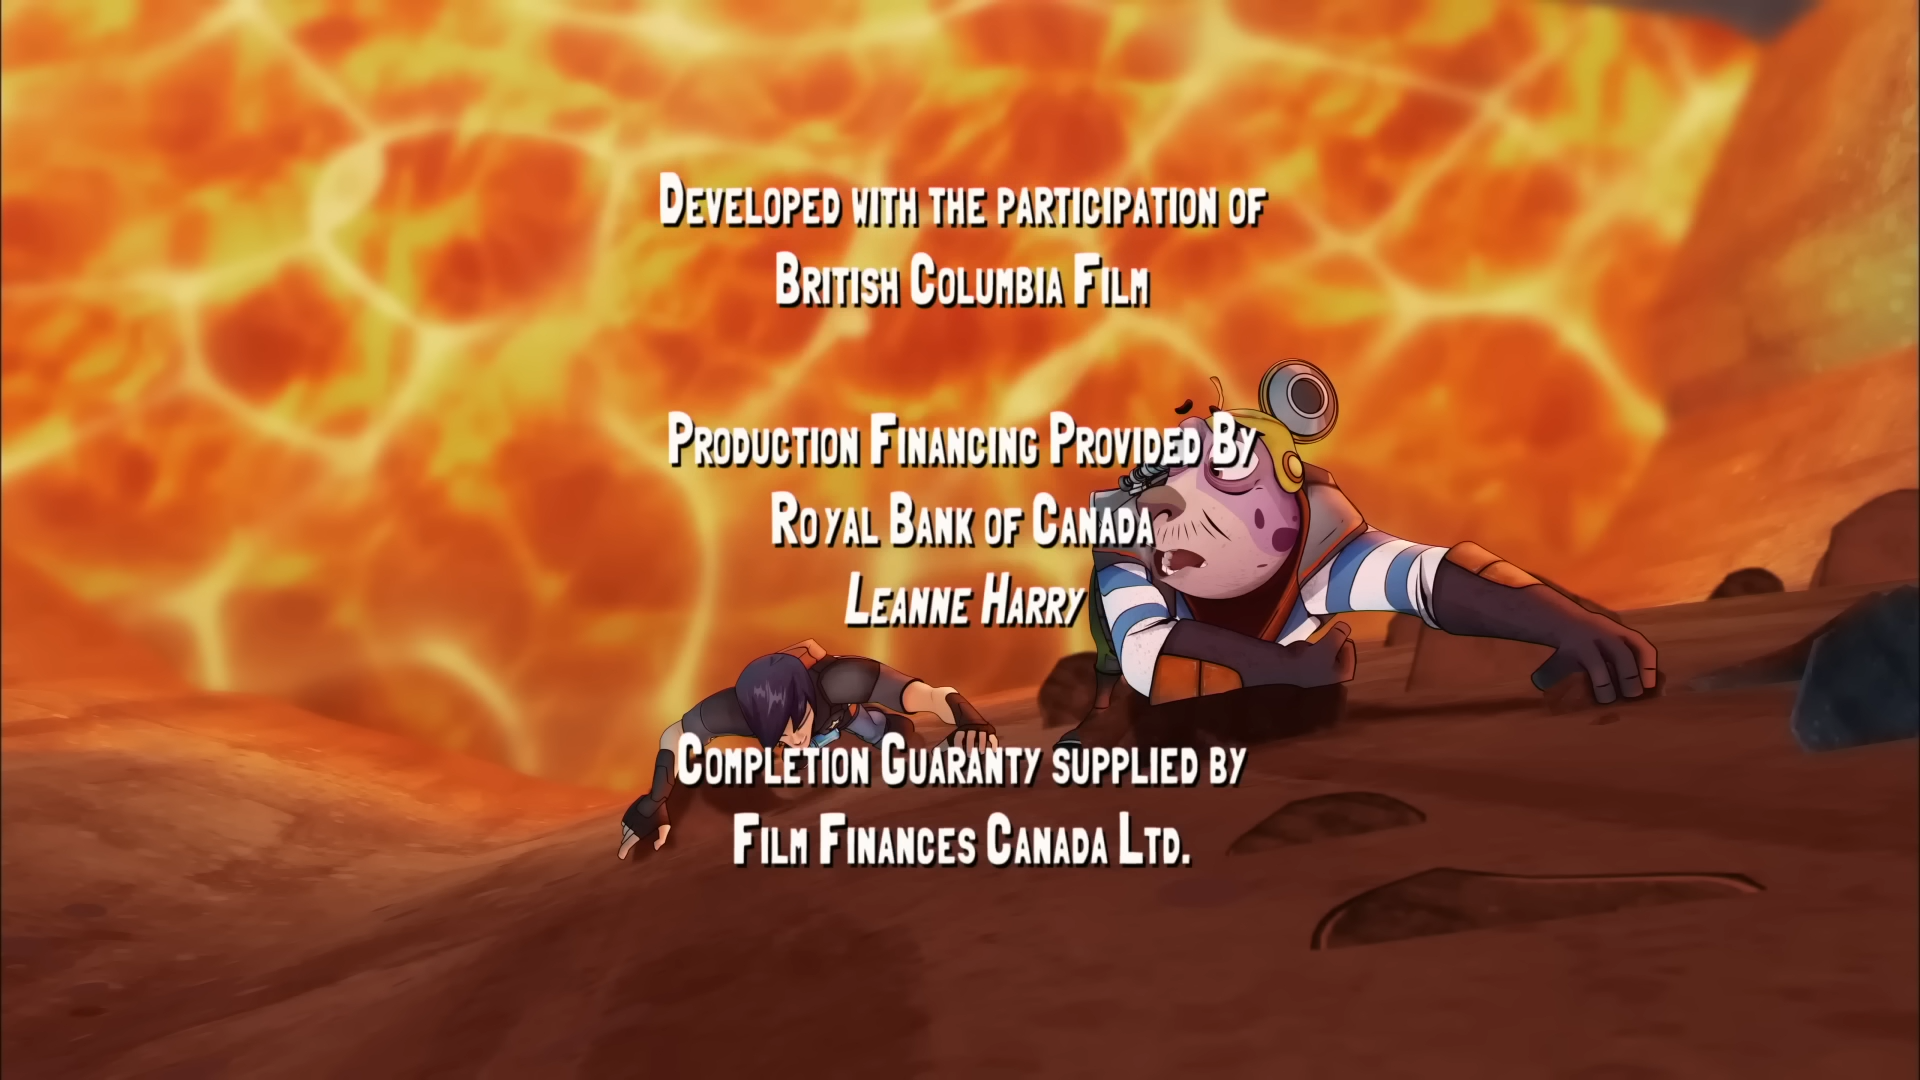 Developed with the participation of
British Columbia Film
Production Financing Provided By
Royal Bank of Canada
Leanne Harry
Completion Guaranty supplied by
Film Finances Canada Ltd.